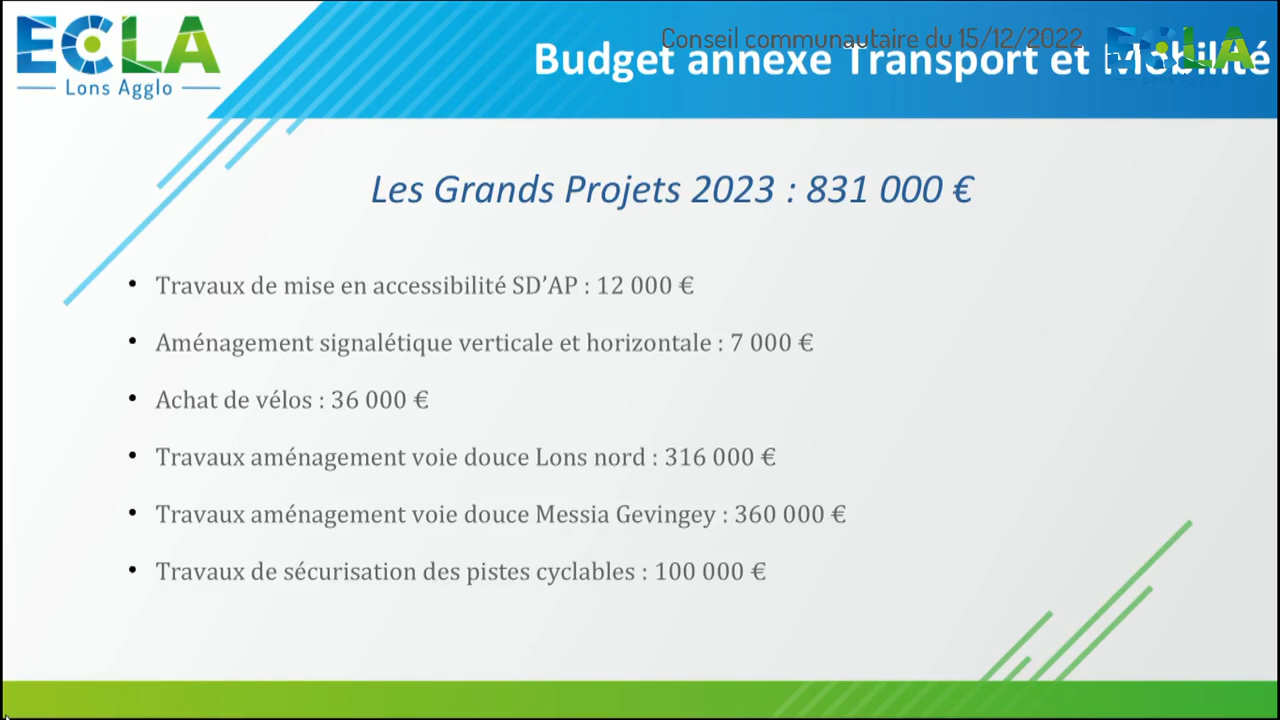 ECLA
Lons Agglo
Conseil communautaire du 15/12/2022
ECLA
Budget annexe Transport et Mobilité
Les Grands Projets 2023 : 831 000 €
• Travaux de mise en accessibilité SD’AP : 12 000 €
• Aménagement signalétique verticale et horizontale : 7 000 €
• Achat de vélos : 36 000 €
• Travaux aménagement voie douce Lons nord : 316 000 €
• Travaux aménagement voie douce Messia Gevingey : 360 000 €
• Travaux de sécurisation des pistes cyclables : 100 000 €